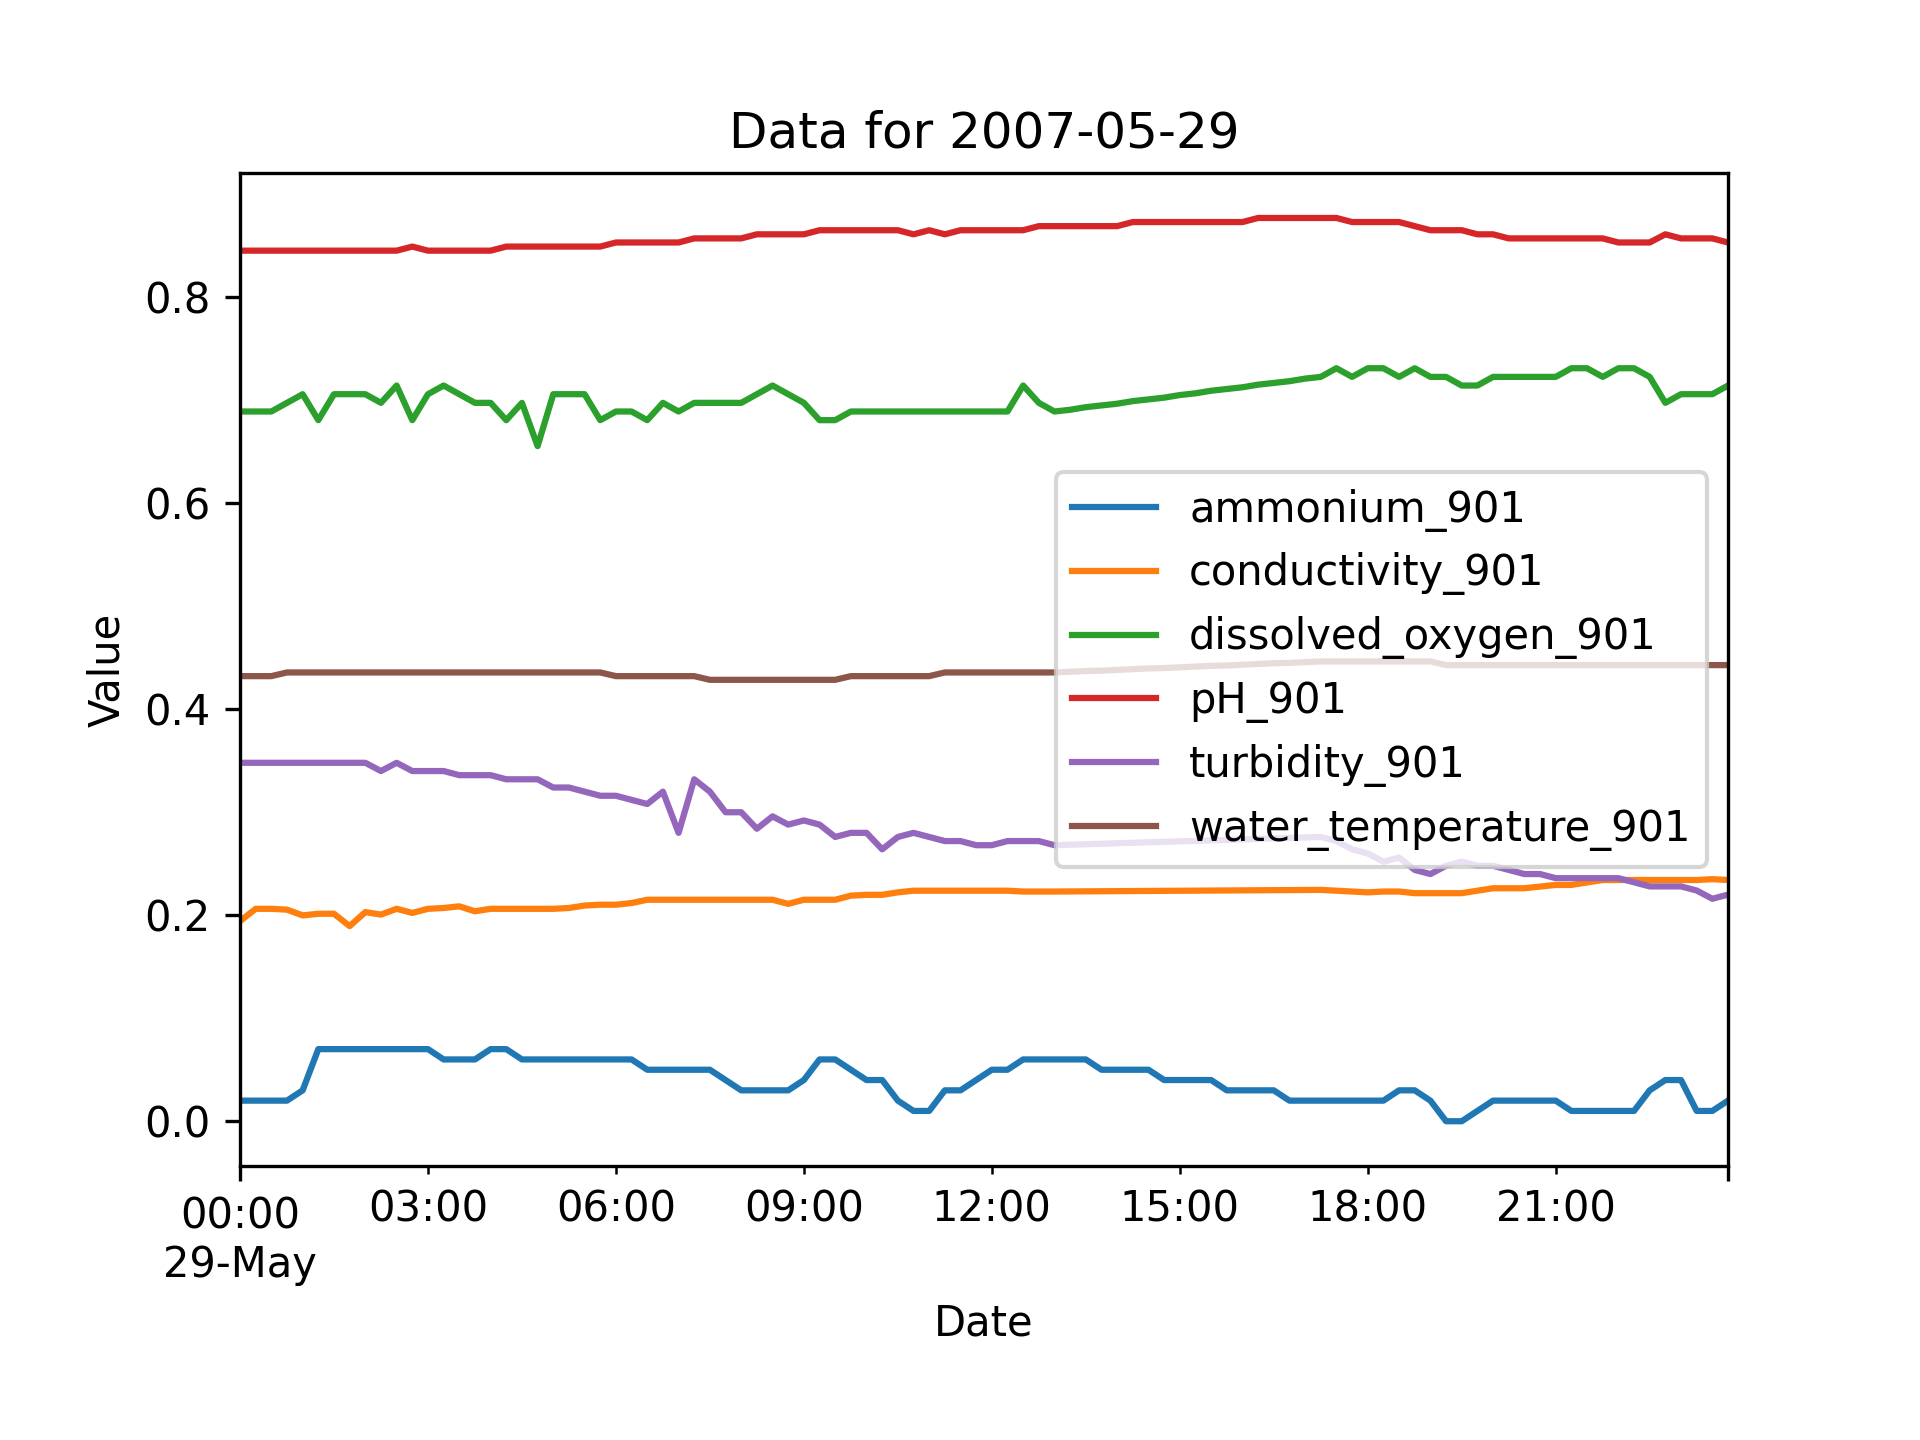 Data for 2007-05-29
Value
0.8
0.6
0.4
0.2
0.0
ammonium_901
conductivity_901
dissolved_oxygen_901
pH_901
turbidity_901
water_temperature_901
00:00 03:00 06:00 09:00 12:00 15:00 18:00 21:00
29-May
Date